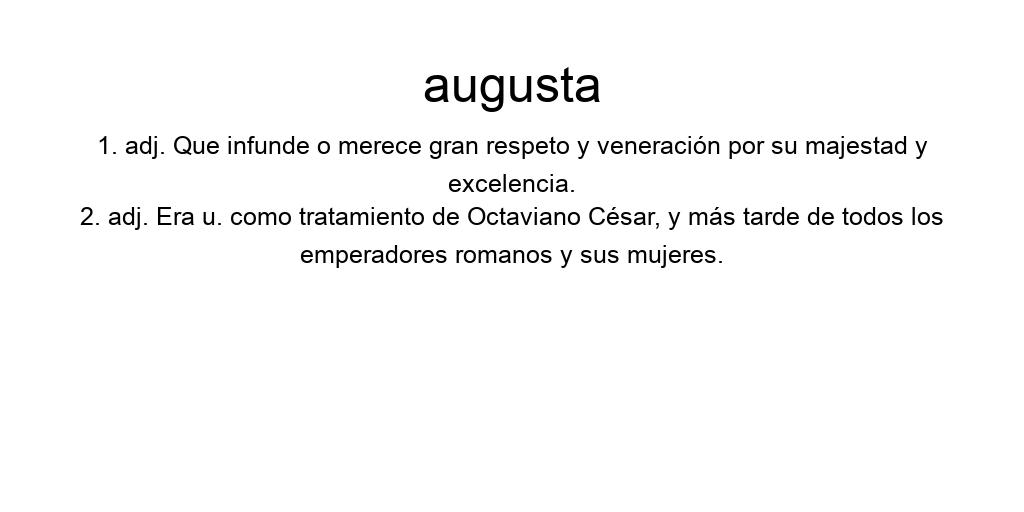 augusta
1. adj. Que infunde o merece gran respeto y veneración por su majestad y
excelencia.
2. adj. Era u. como tratamiento de Octaviano César, y más tarde de todos los
emperadores romanos y sus mujeres.